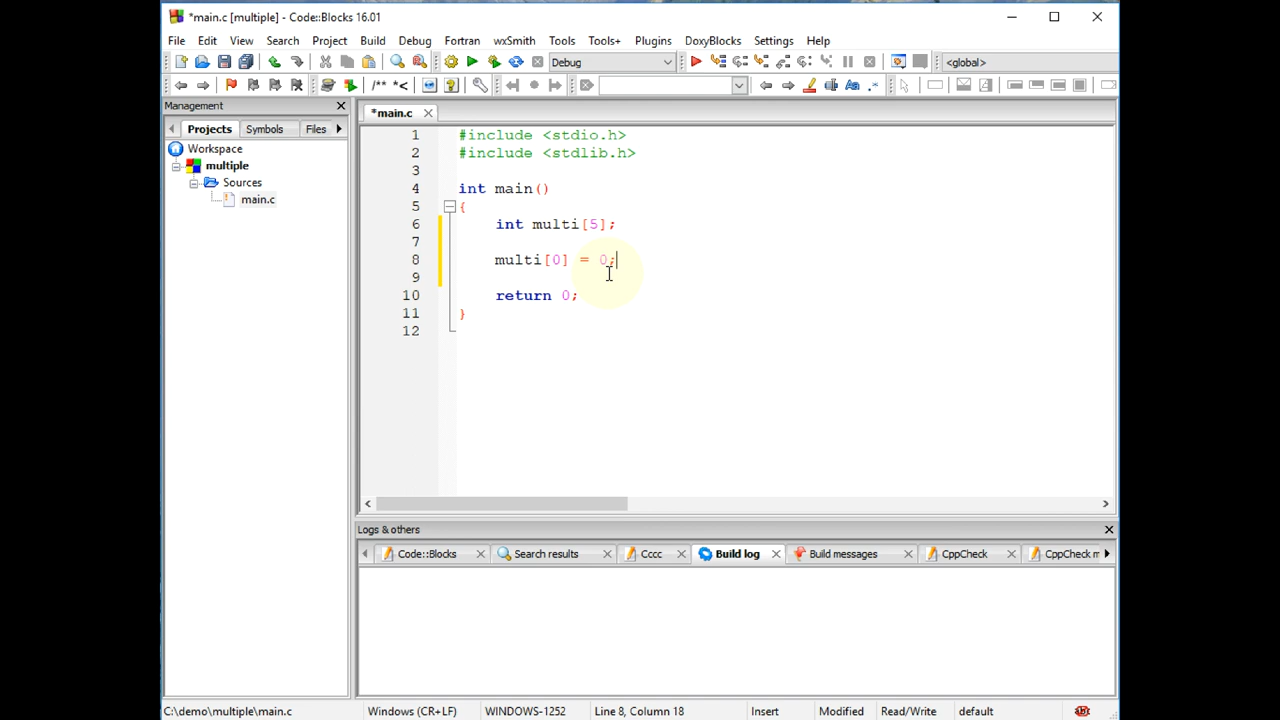 *main.c [multiple] - Code::Blocks 16.01
File Edit View Search Project Build Debug Fortran wxSmith Tools Tools+ Plugins DoxyBlocks Settings Help
Debug <global>
/** *<
Aa .*
Management
*main.c
Projects Symbols Files
Workspace
multiple
Sources
main.c
1 #include <stdio.h>
2 #include <stdlib.h>
3
4 int main()
5 {
6 int multi[5];
7
8 multi[0] = 0;
9
10 return 0;
11 }
12
Logs & others
Code::Blocks Search results Cccc Build log Build messages CppCheck CppCheck m
C:\demo\multiple\main.c Windows (CR+LF) WINDOWS-1252 Line 8, Column 18 Insert Modified Read/Write default